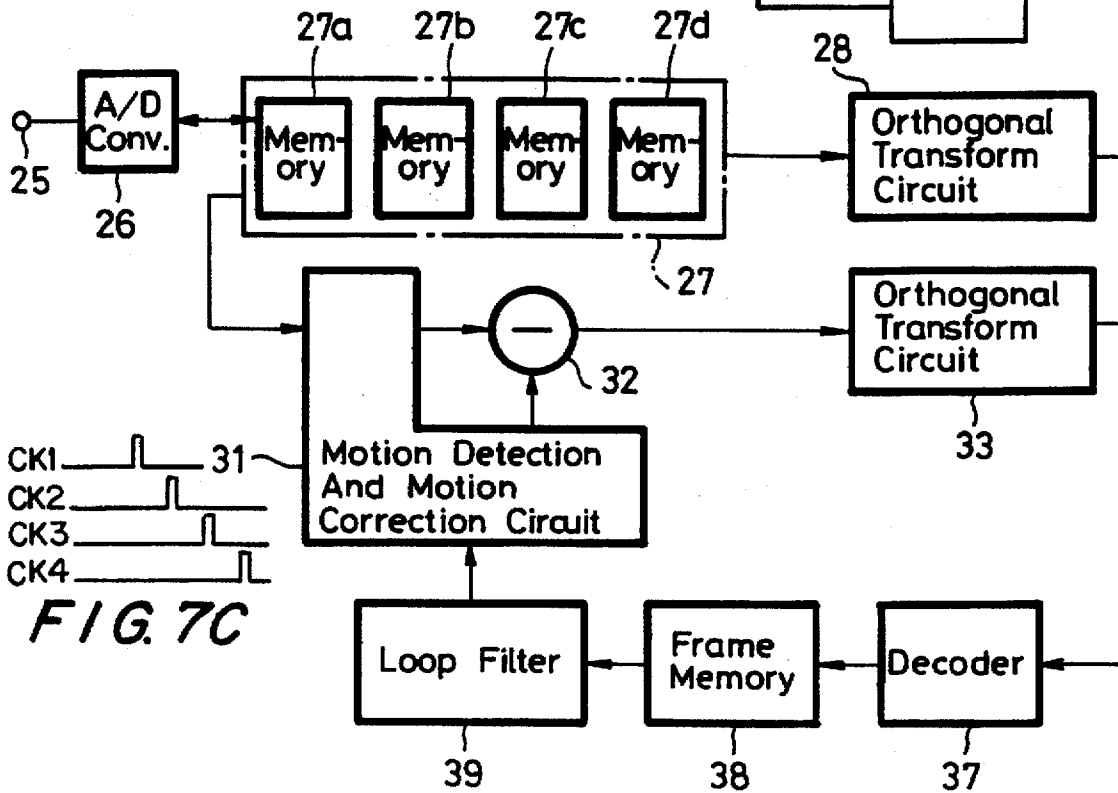 27a
27b
27c
27d
28
A/D
Conv.
Mem-
ory
Mem-
ory
Mem-
ory
Mem-
ory
Orthogonal
Transform
Circuit
25
26
27
Orthogonal
Transform
Circuit
32
33
CK1
CK2
CK3
CK4
31
Motion Detection
And Motion
Correction Circuit
FIG. 7C
Loop Filter
Frame
Memory
Decoder
39
38
37